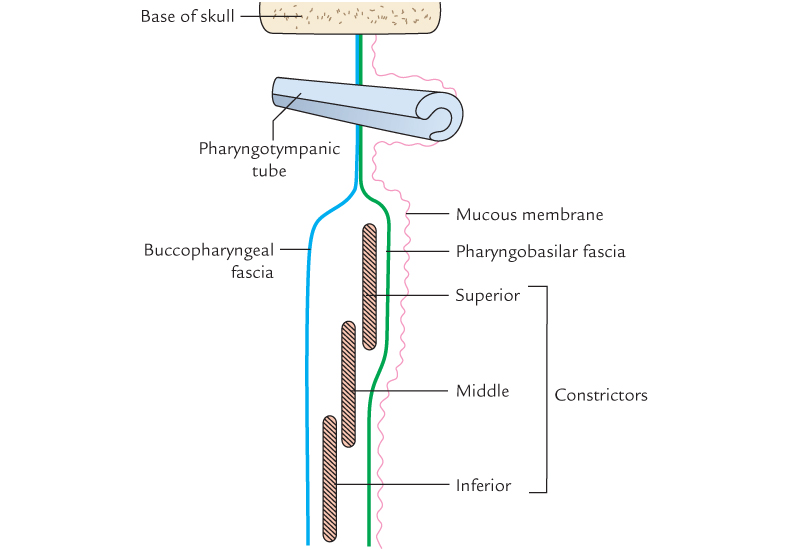 Base of skull
Pharyngotympanic
tube
Mucous membrane
Buccopharyngeal
fascia
Pharyngobasilar fascia
Superior
Middle
Constrictors
Inferior